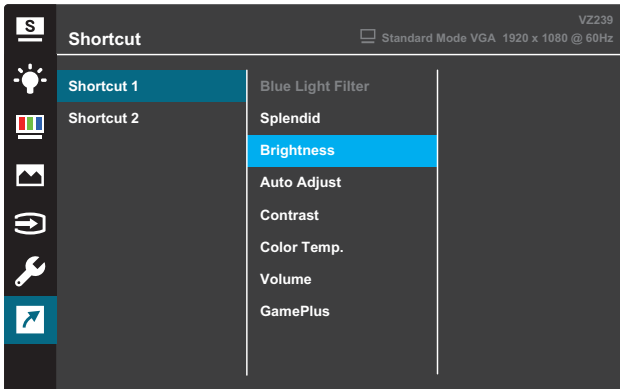 S
VZ239
Shortcut
Standard Mode VGA 1920 x 1080 @ 60Hz
Shortcut 1
Shortcut 2
Blue Light Filter
Splendid
Brightness
Auto Adjust
Contrast
Color Temp.
Volume
GamePlus